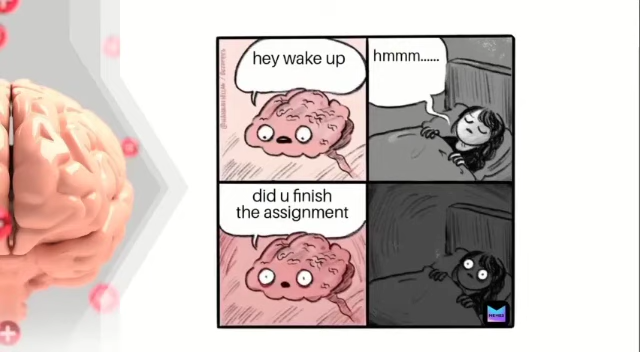 hey wake up
hmmm......
did u finish
the assignment